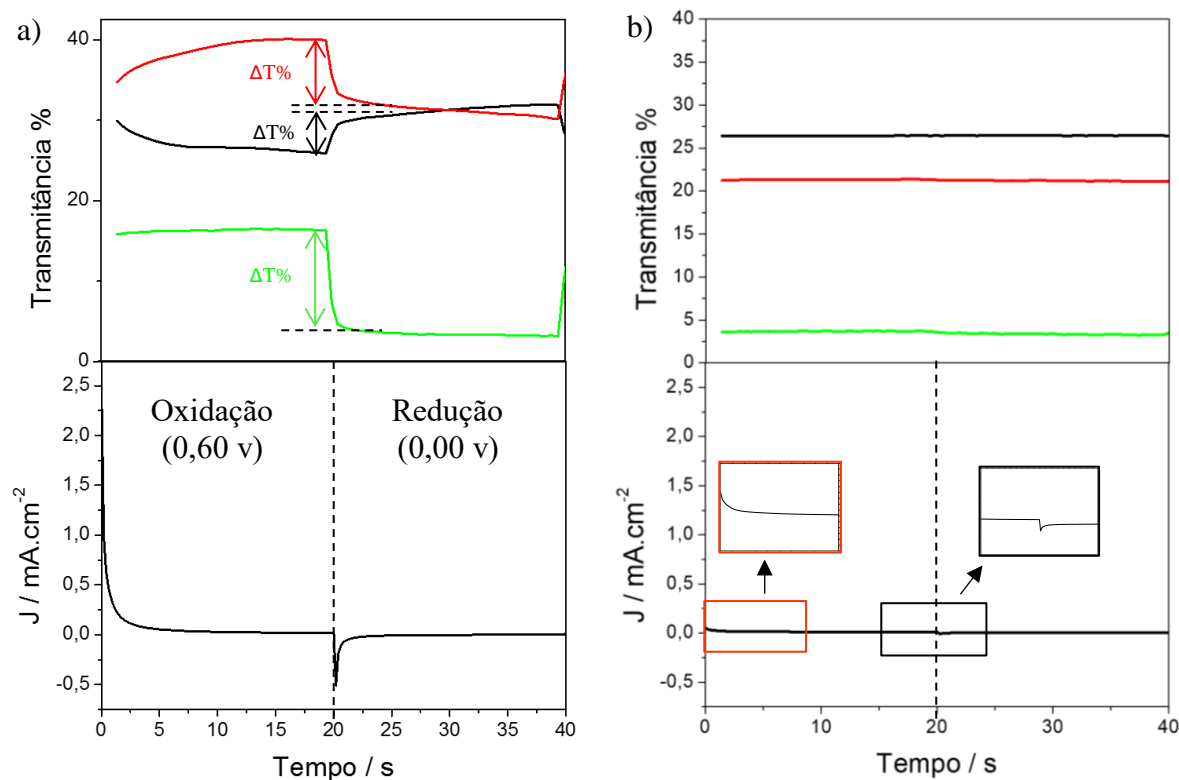 a)
Transmitância %
40
20
0
ΔT%
ΔT%
ΔT%
J / mA.cm⁻²
2,5
2,0
1,5
1,0
0,5
0,0
-0,5
Oxidação
(0,60 v)
Redução
(0,00 v)
0 5 10 15 20 25 30 35 40
Tempo / s
b)
Transmitância %
40
35
30
25
20
15
10
5
0
J / mA.cm⁻²
2,5
2,0
1,5
1,0
0,5
0,0
-0,5
0 10 20 30 40
Tempo / s